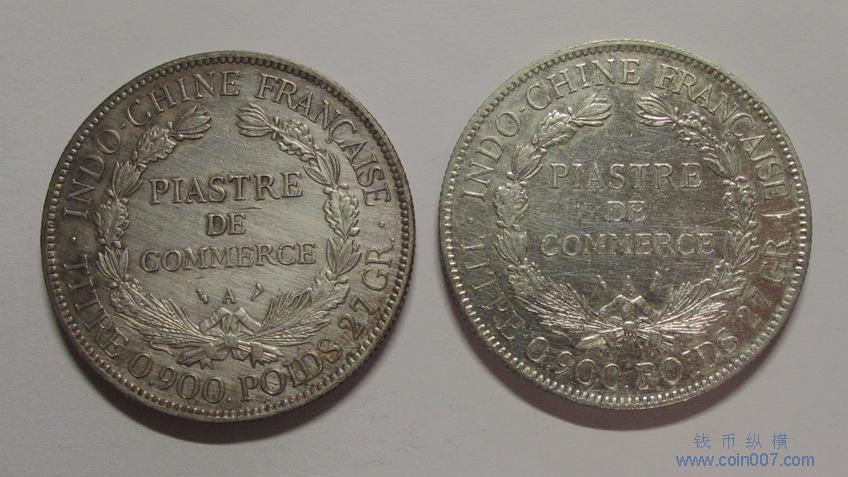 INDO-CHINE FRANÇAISE
PIASTRE
DE
COMMERCE
A
TITRE 0.900. POIDS 27 GR.
INDO-CHINE FRANÇAISE
PIASTRE
DE
COMMERCE
TITRE 0.900. POIDS 27 GR.
钱币纵横
www.coin007.com